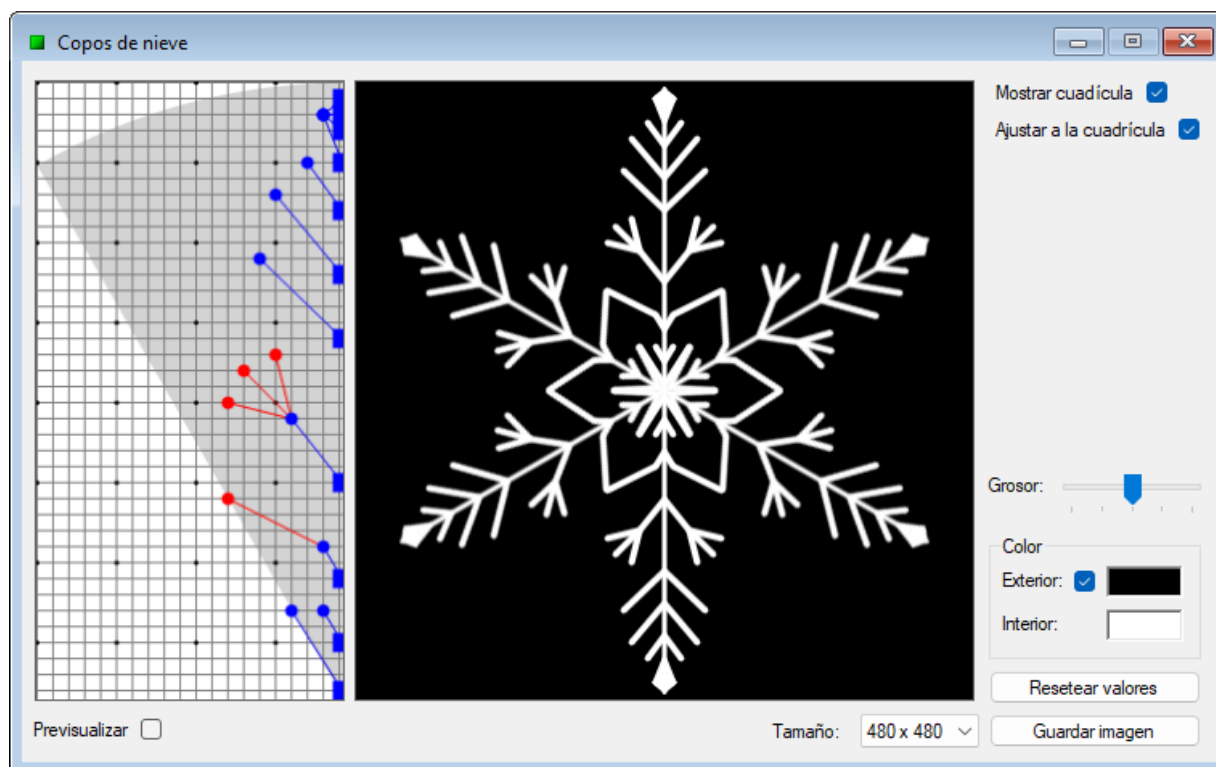 Copos de nieve
Mostrar cuadícula
Ajustar a la cuadrícula
Grosor:
Color
Exterior:
Interior:
Resetear valores
Previsualizar
Tamaño:
480 x 480
Guardar imagen